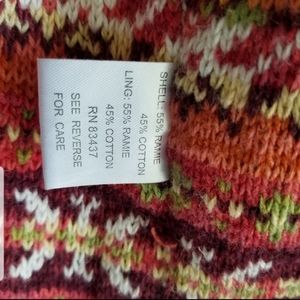 SHELL: 55% RAMIE
45% COTTON
LING: 55% RAMIE
45% COTTON
RN 83437
SEE REVERSE
FOR CARE